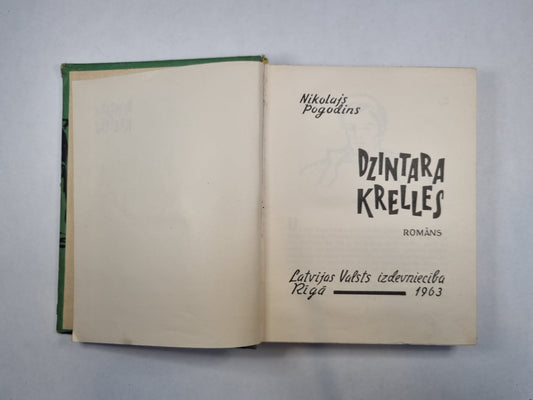 Nikolajs
Pogodins
DZINTARA
KRELLES
ROMĀNS
Latvijas Valsts izdevniecība
Rīgā 1963